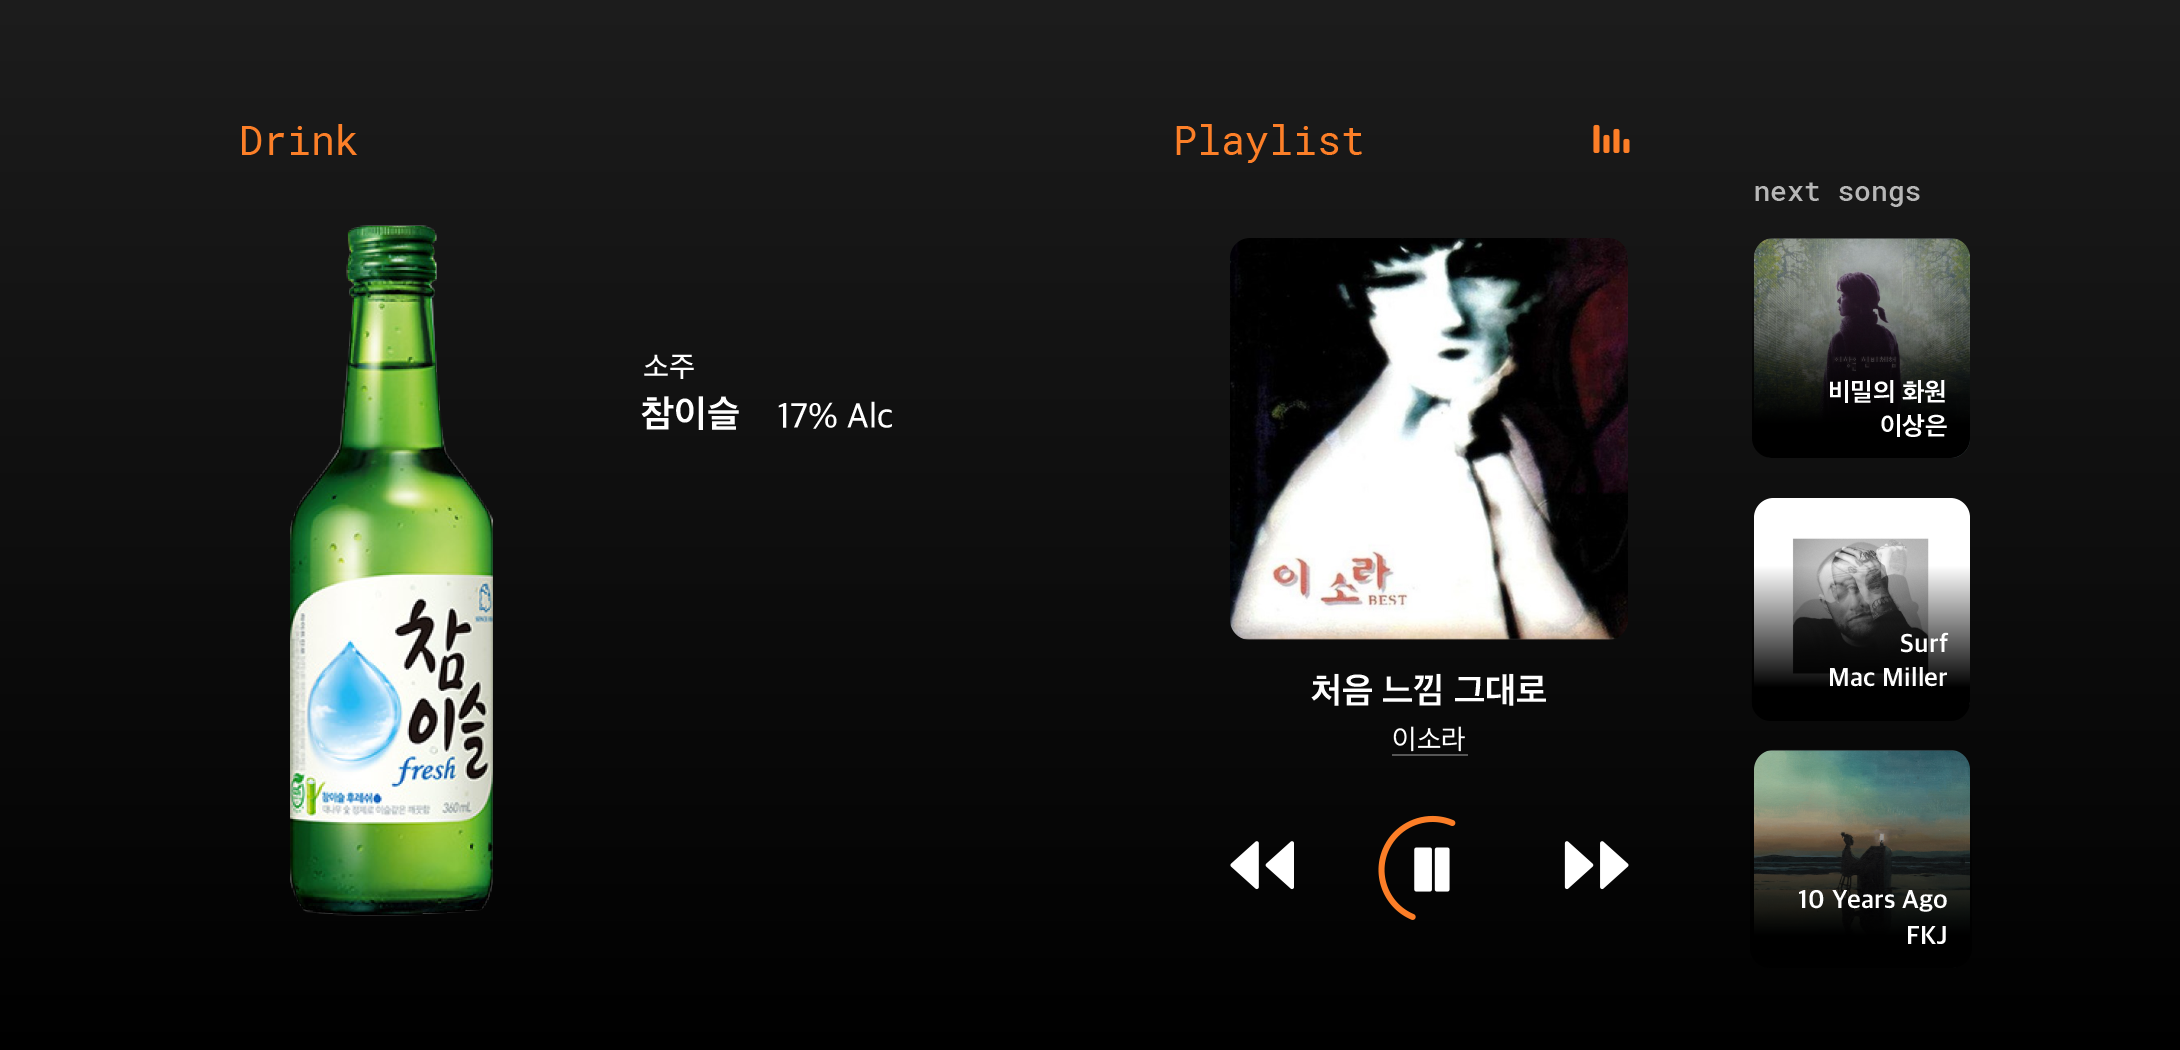 Drink
소주
참이슬 17% Alc
참
이슬
fresh
참이슬 후레쉬
360mL
Playlist
이소라
BEST
처음 느낌 그대로
이소라
next songs
비밀의 화원
이상은
Surf
Mac Miller
10 Years Ago
FKJ